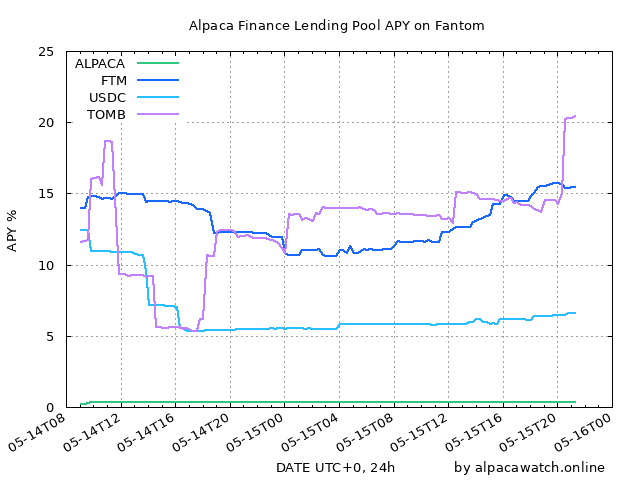 Alpaca Finance Lending Pool APY on Fantom
APY %
25
20
15
10
5
0
ALPACA
FTM
USDC
TOMB
05-14T08
05-14T12
05-14T16
05-14T20
05-15T00
05-15T04
05-15T08
05-15T12
05-15T16
05-15T20
05-16T00
DATE UTC+0, 24h
by alpacawatch.online